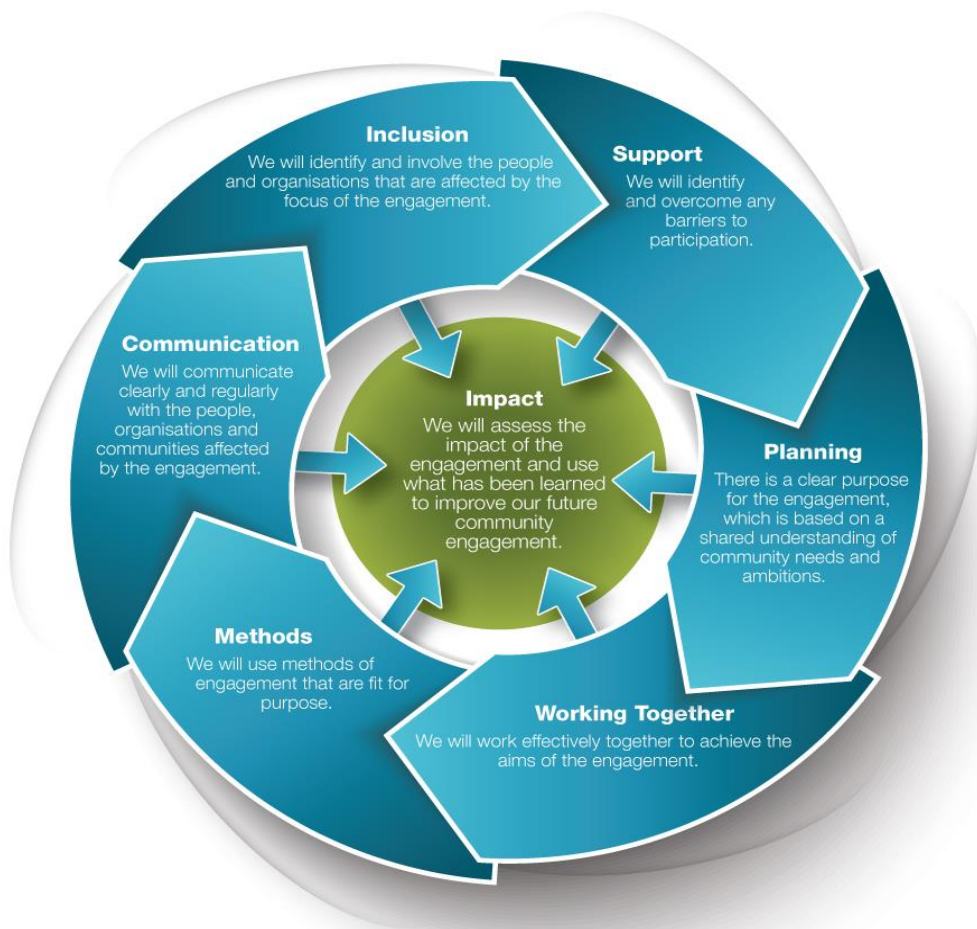 Inclusion
We will identify and involve the people
and organisations that are affected by the
focus of the engagement.
Support
We will identify
and overcome any
barriers to
participation.
Planning
There is a clear purpose
for the engagement,
which is based on a
shared understanding of
community needs and
ambitions.
Working Together
We will work effectively together to achieve the
aims of the engagement.
Methods
We will use methods of
engagement that are fit for
purpose.
Communication
We will communicate
clearly and regularly
with the people,
organisations and
communities affected
by the engagement.
Impact
We will assess the
impact of the
engagement and use
what has been learned
to improve our future
community
engagement.